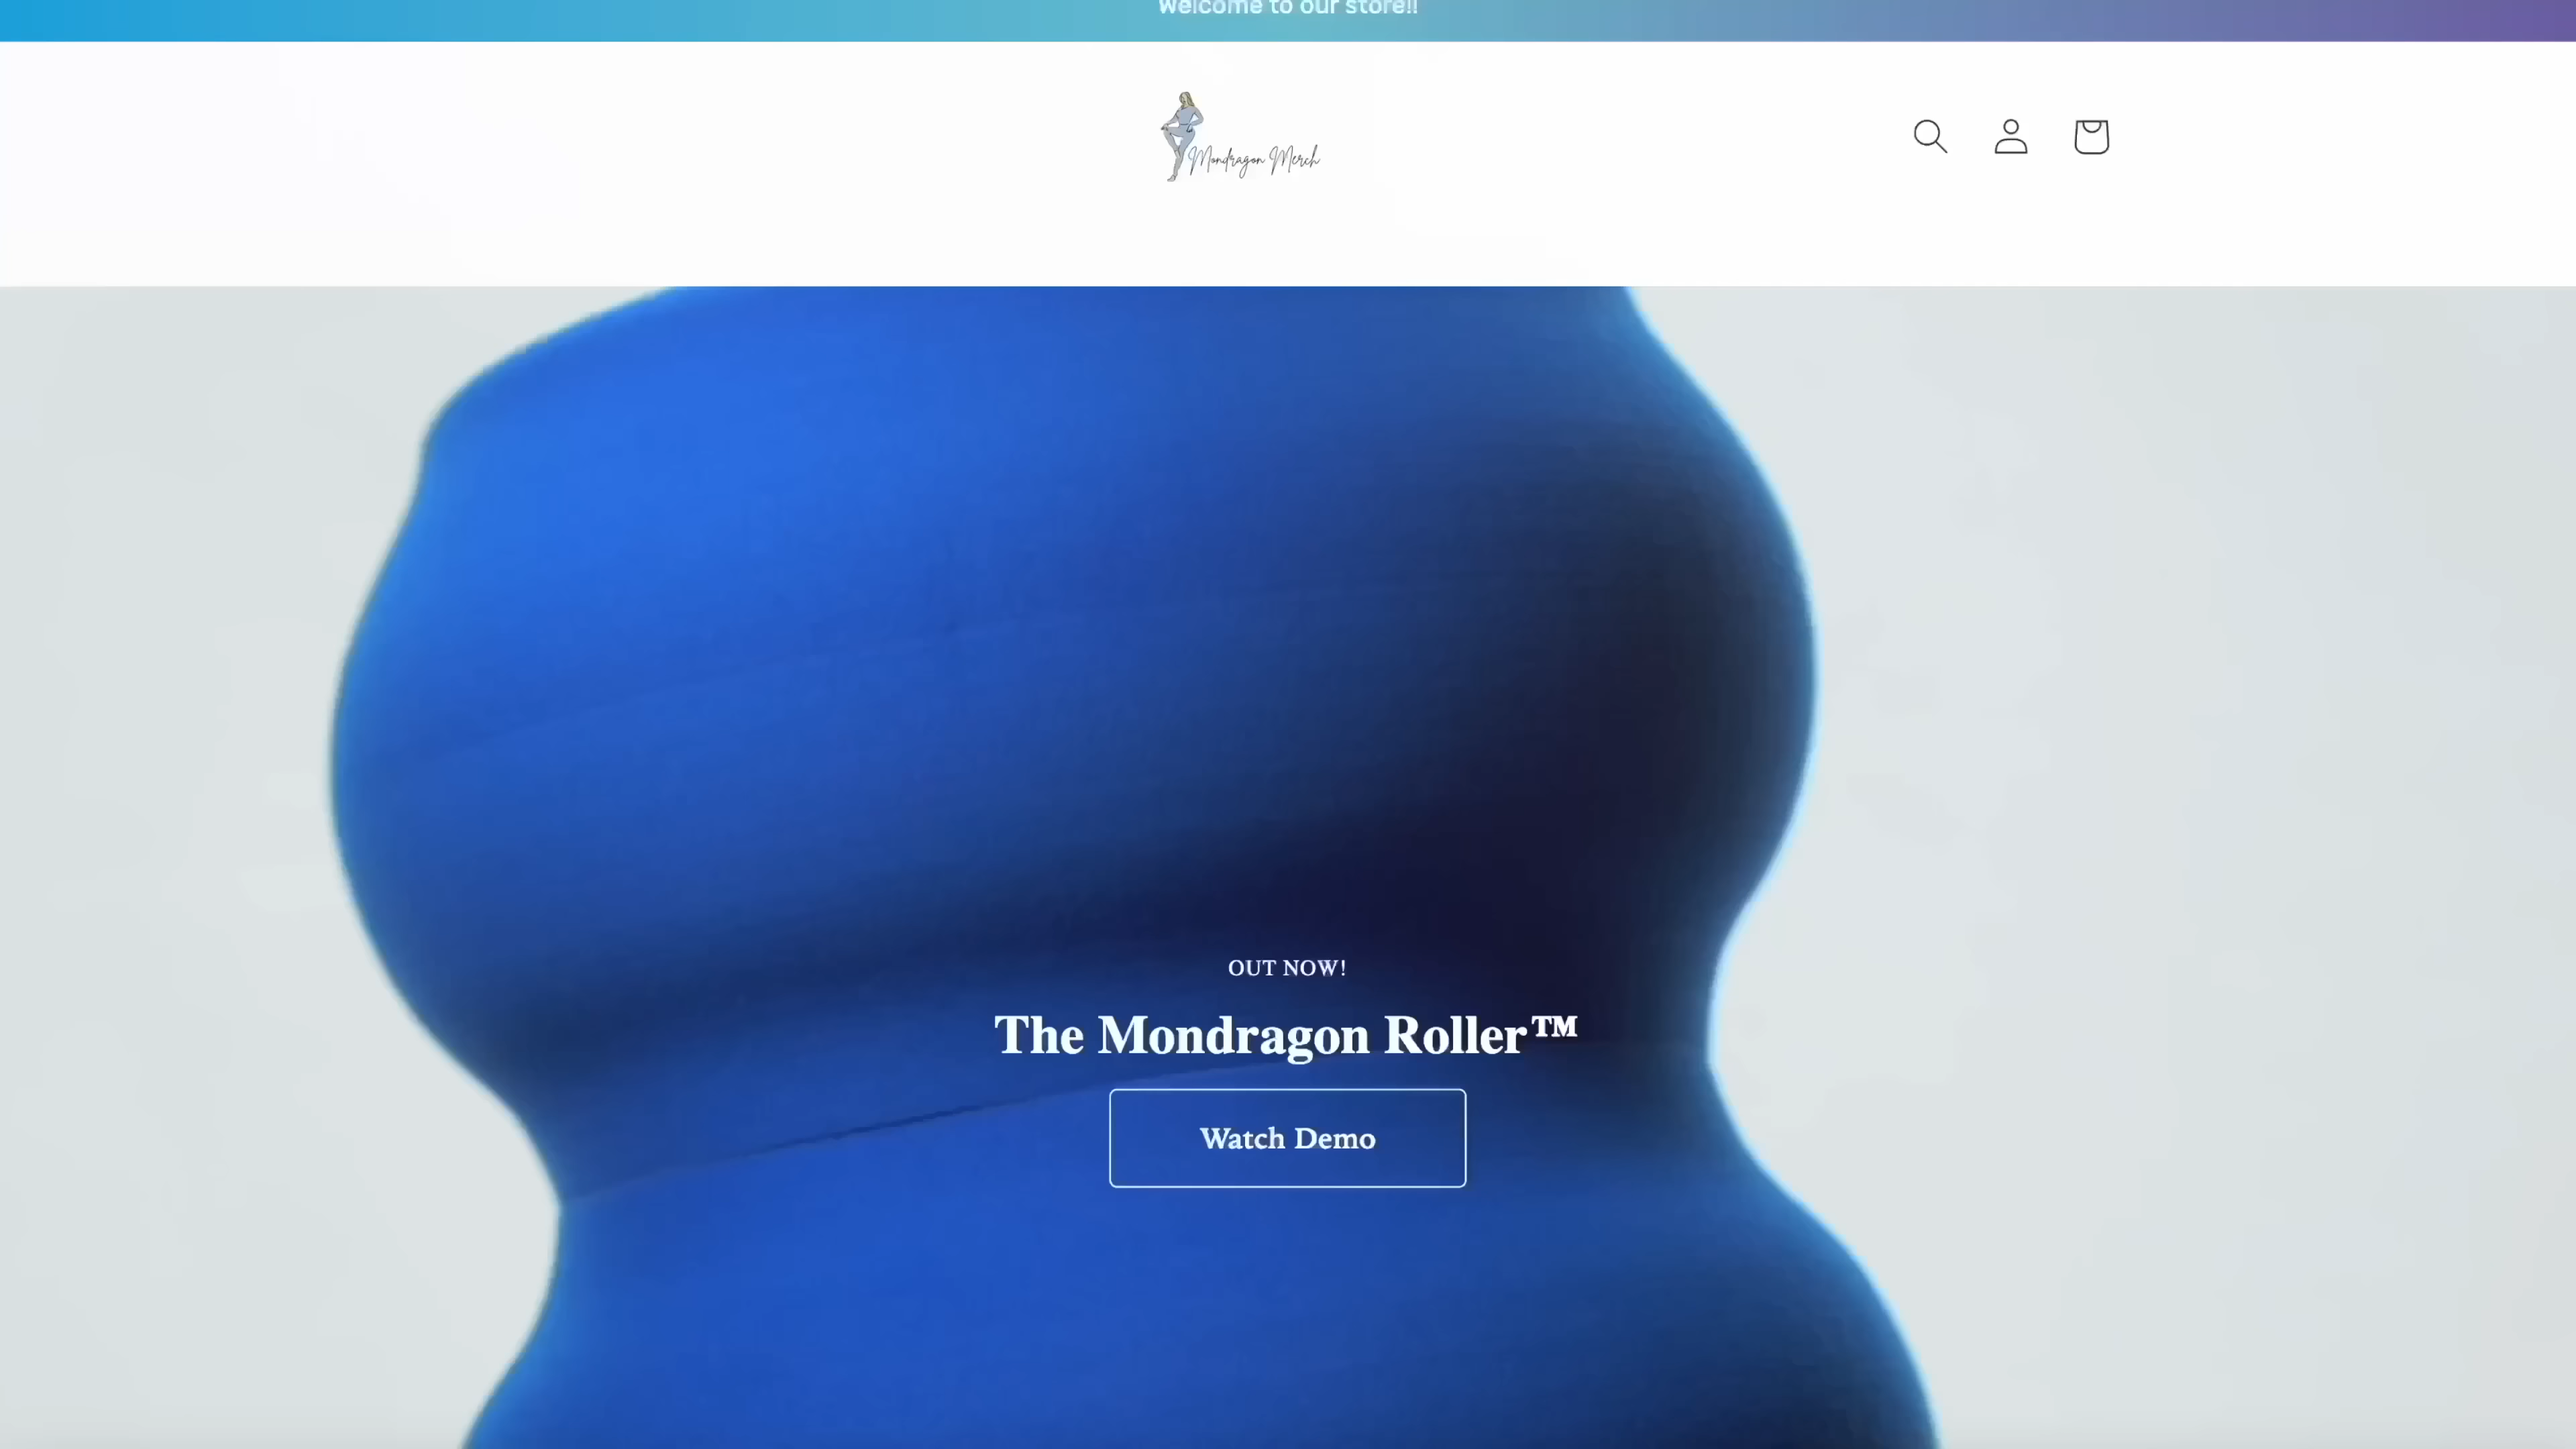 Welcome to our store!!
Mondragon Merch
OUT NOW!
The Mondragon Roller™
Watch Demo